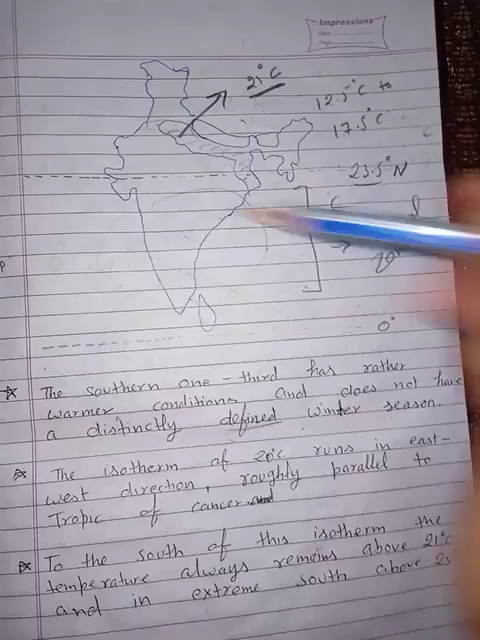 Impressions
Date
Page
21°C
12.5°C to
17.5°C
23.5°N
0°
The southern one-third has rather
warmer conditions and does not have
a distinctly defined winter season.
The isotherm of 20°C runs in east-
west direction, roughly parallel to
Tropic of cancer.
To the south of this isotherm the
temperature always remains above 21°C
and in extreme south above